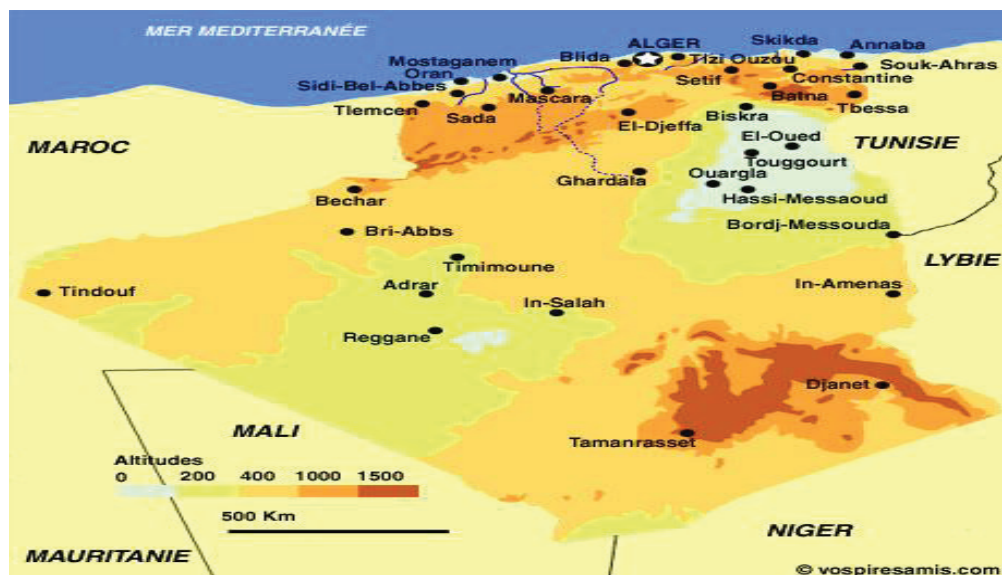 MER MEDITERRANÉE
ALGER
Skikda
Annaba
Blida
TIzi Ouzou
Souk-Ahras
Mostaganem
Oran
Setif
Constantine
Sidi-Bel-Abbes
Mascara
Batna
Tbessa
Tlemcen
Sada
El-Djeffa
Biskra
El-Oued
TUNISIE
MAROC
Touggourt
Ghardala
Ouargla
Hassi-Messaoud
Bechar
Bordj-Messouda
Bri-Abbs
LYBIE
Timimoune
Tindouf
Adrar
In-Salah
In-Amenas
Reggane
Djanet
MALI
Tamanrasset
Altitudes
0 200 400 1000 1500
500 Km
NIGER
MAURITANIE
© vospiresamis.com